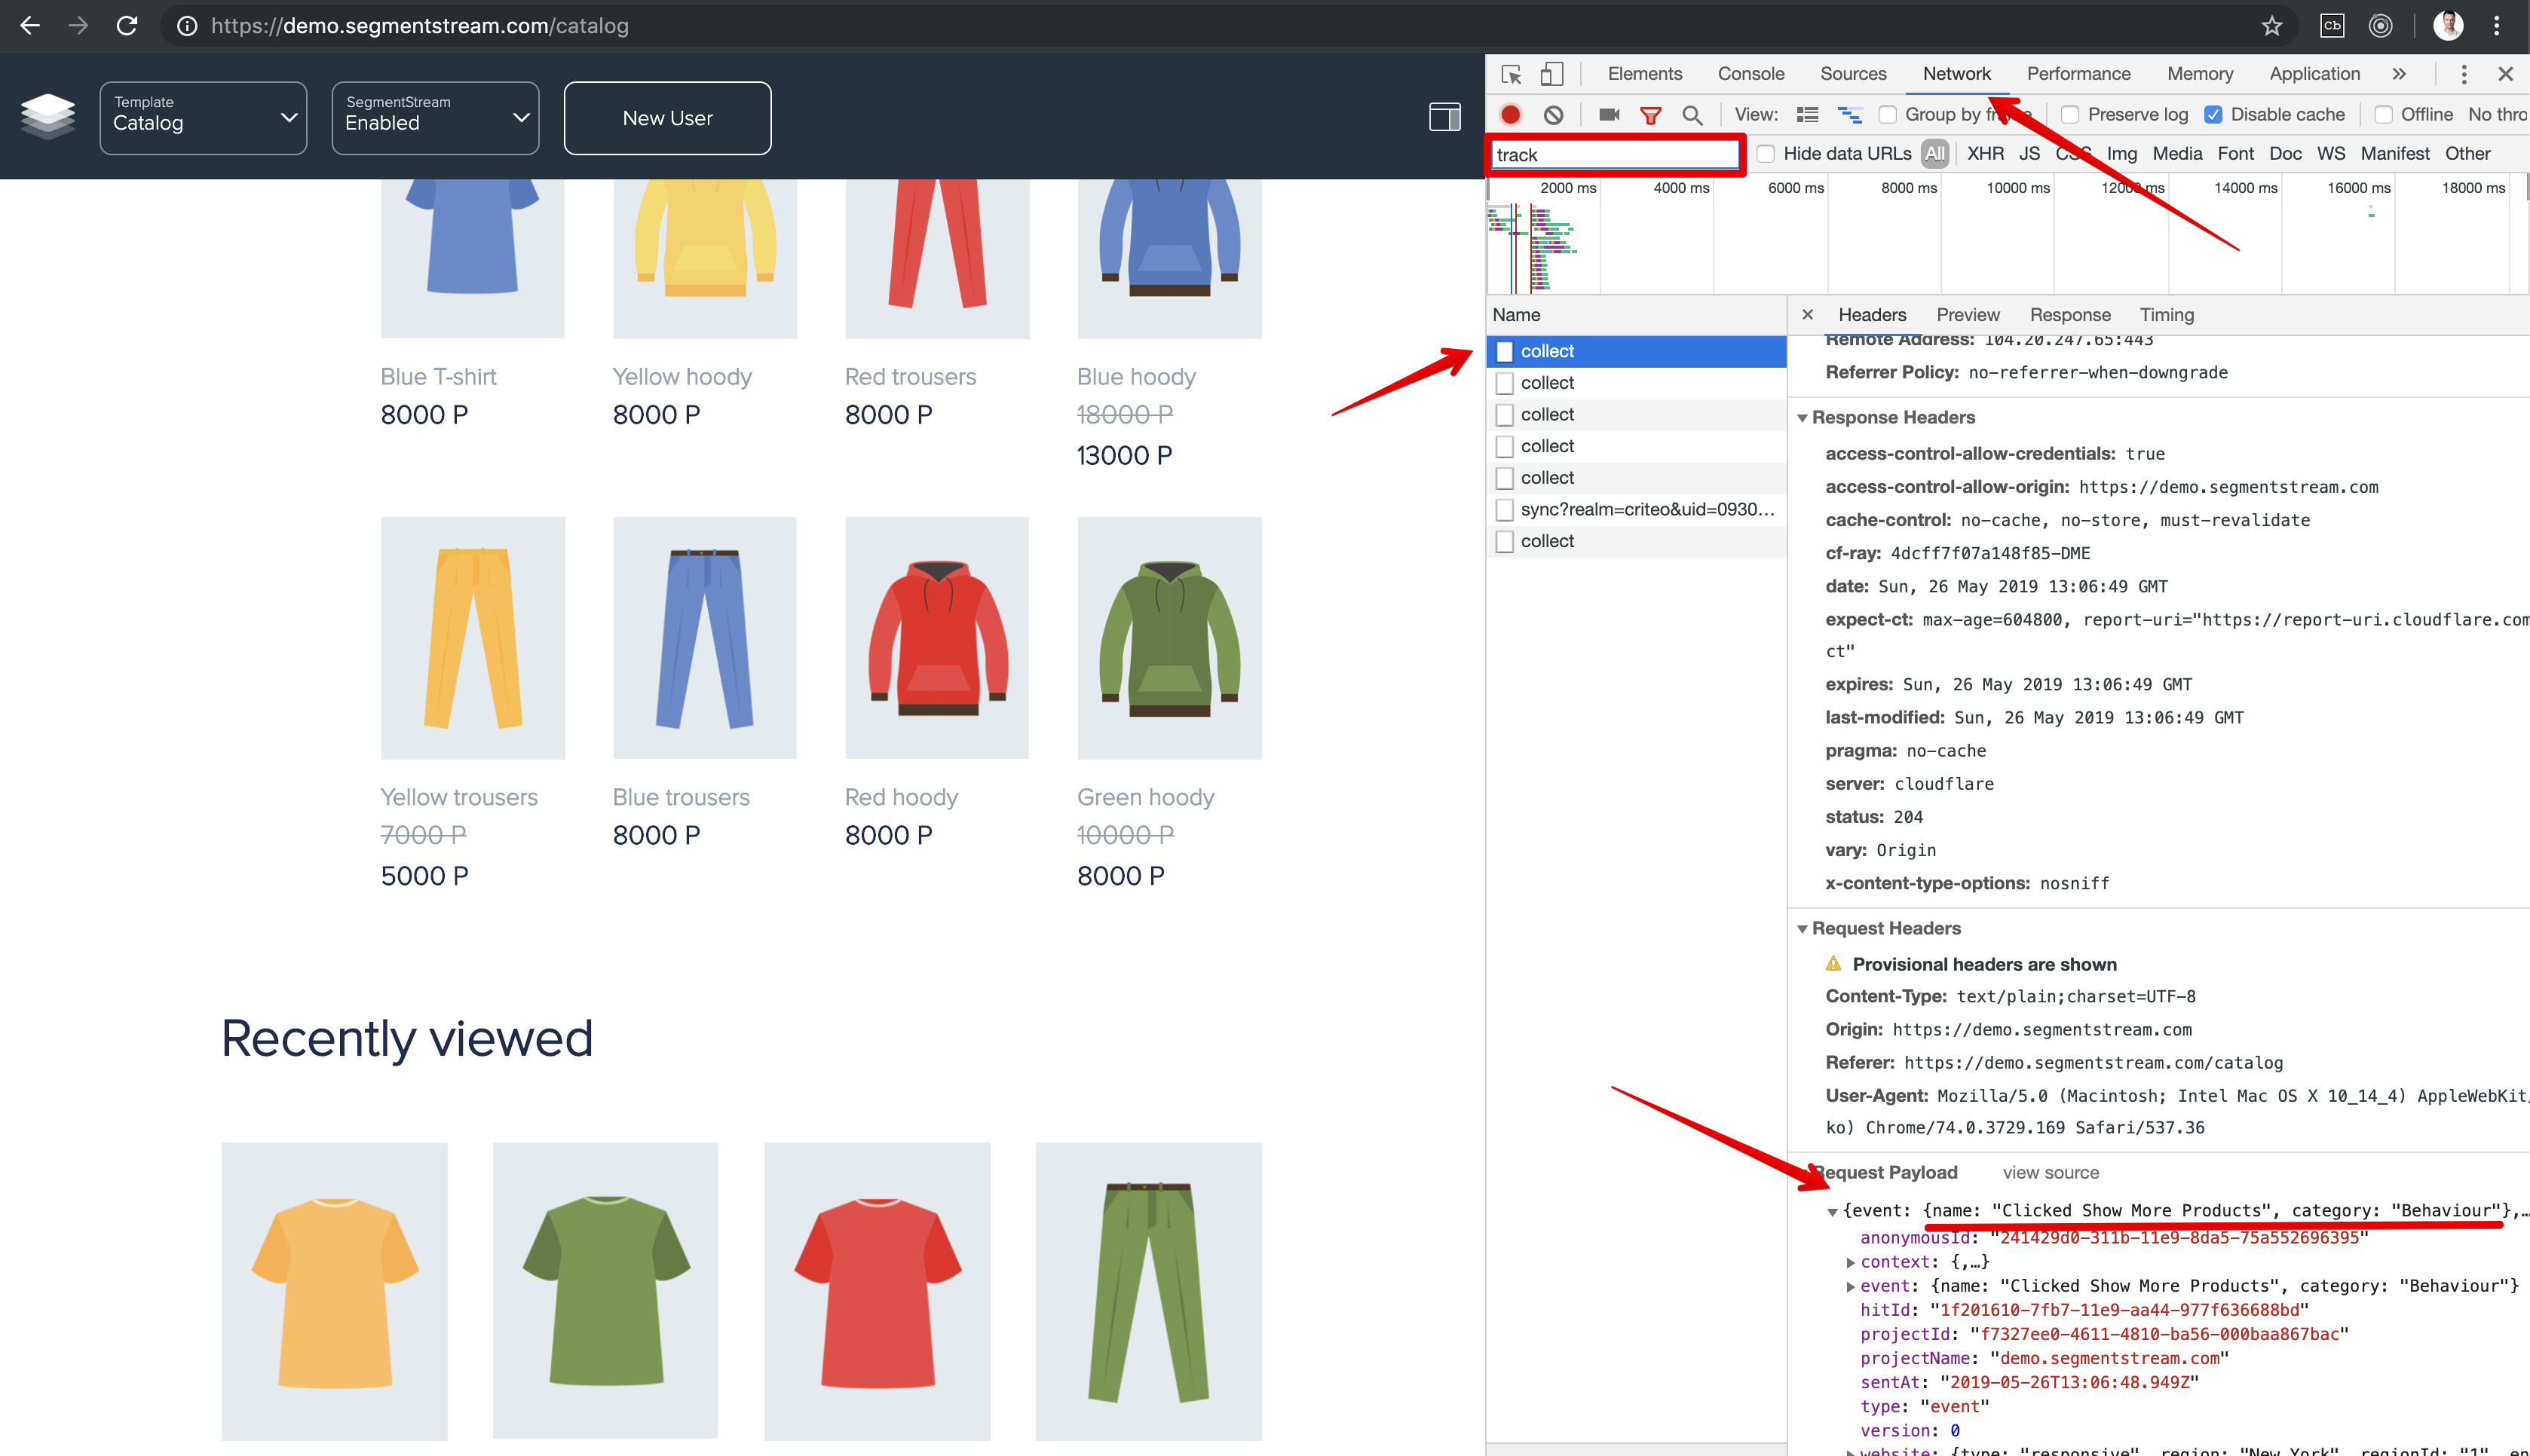 https://demo.segmentstream.com/catalog
Cb
Template
Catalog
SegmentStream
Enabled
New User
Blue T-shirt
8000 P
Yellow hoody
8000 P
Red trousers
8000 P
Blue hoody
18000 P
13000 P
Yellow trousers
7000 P
5000 P
Blue trousers
8000 P
Red hoody
8000 P
Green hoody
10000 P
8000 P
Recently viewed
Elements Console Sources Network Performance Memory Application
View: Group by Preserve log Disable cache Offline No thro
track Hide data URLs All XHR JS CSS Img Media Font Doc WS Manifest Other
2000 ms 4000 ms 6000 ms 8000 ms 10000 ms 12000 ms 14000 ms 16000 ms 18000 ms
Name
collect
collect
collect
collect
collect
sync?realm=criteo&uid=0930...
collect
Headers Preview Response Timing
Remote Address: 104.20.247.65:443
Referrer Policy: no-referrer-when-downgrade
Response Headers
access-control-allow-credentials: true
access-control-allow-origin: https://demo.segmentstream.com
cache-control: no-cache, no-store, must-revalidate
cf-ray: 4dcff7f07a148f85-DME
date: Sun, 26 May 2019 13:06:49 GMT
expect-ct: max-age=604800, report-uri="https://report-uri.cloudflare.com
ct"
expires: Sun, 26 May 2019 13:06:49 GMT
last-modified: Sun, 26 May 2019 13:06:49 GMT
pragma: no-cache
server: cloudflare
status: 204
vary: Origin
x-content-type-options: nosniff
Request Headers
Provisional headers are shown
Content-Type: text/plain;charset=UTF-8
Origin: https://demo.segmentstream.com
Referer: https://demo.segmentstream.com/catalog
User-Agent: Mozilla/5.0 (Macintosh; Intel Mac OS X 10_14_4) AppleWebKit/
ko) Chrome/74.0.3729.169 Safari/537.36
Request Payload view source
{event: {name: "Clicked Show More Products", category: "Behaviour"},…
anonymousId: "241429d0-311b-11e9-8da5-75a552696395"
context: {,…}
event: {name: "Clicked Show More Products", category: "Behaviour"}
hitId: "1f201610-7fb7-11e9-aa44-977f636688bd"
projectId: "f7327ee0-4611-4810-ba56-000baa867bac"
projectName: "demo.segmentstream.com"
sentAt: "2019-05-26T13:06:48.949Z"
type: "event"
version: 0
website: {type: "responsive", region: "New York", regionId: "1", en